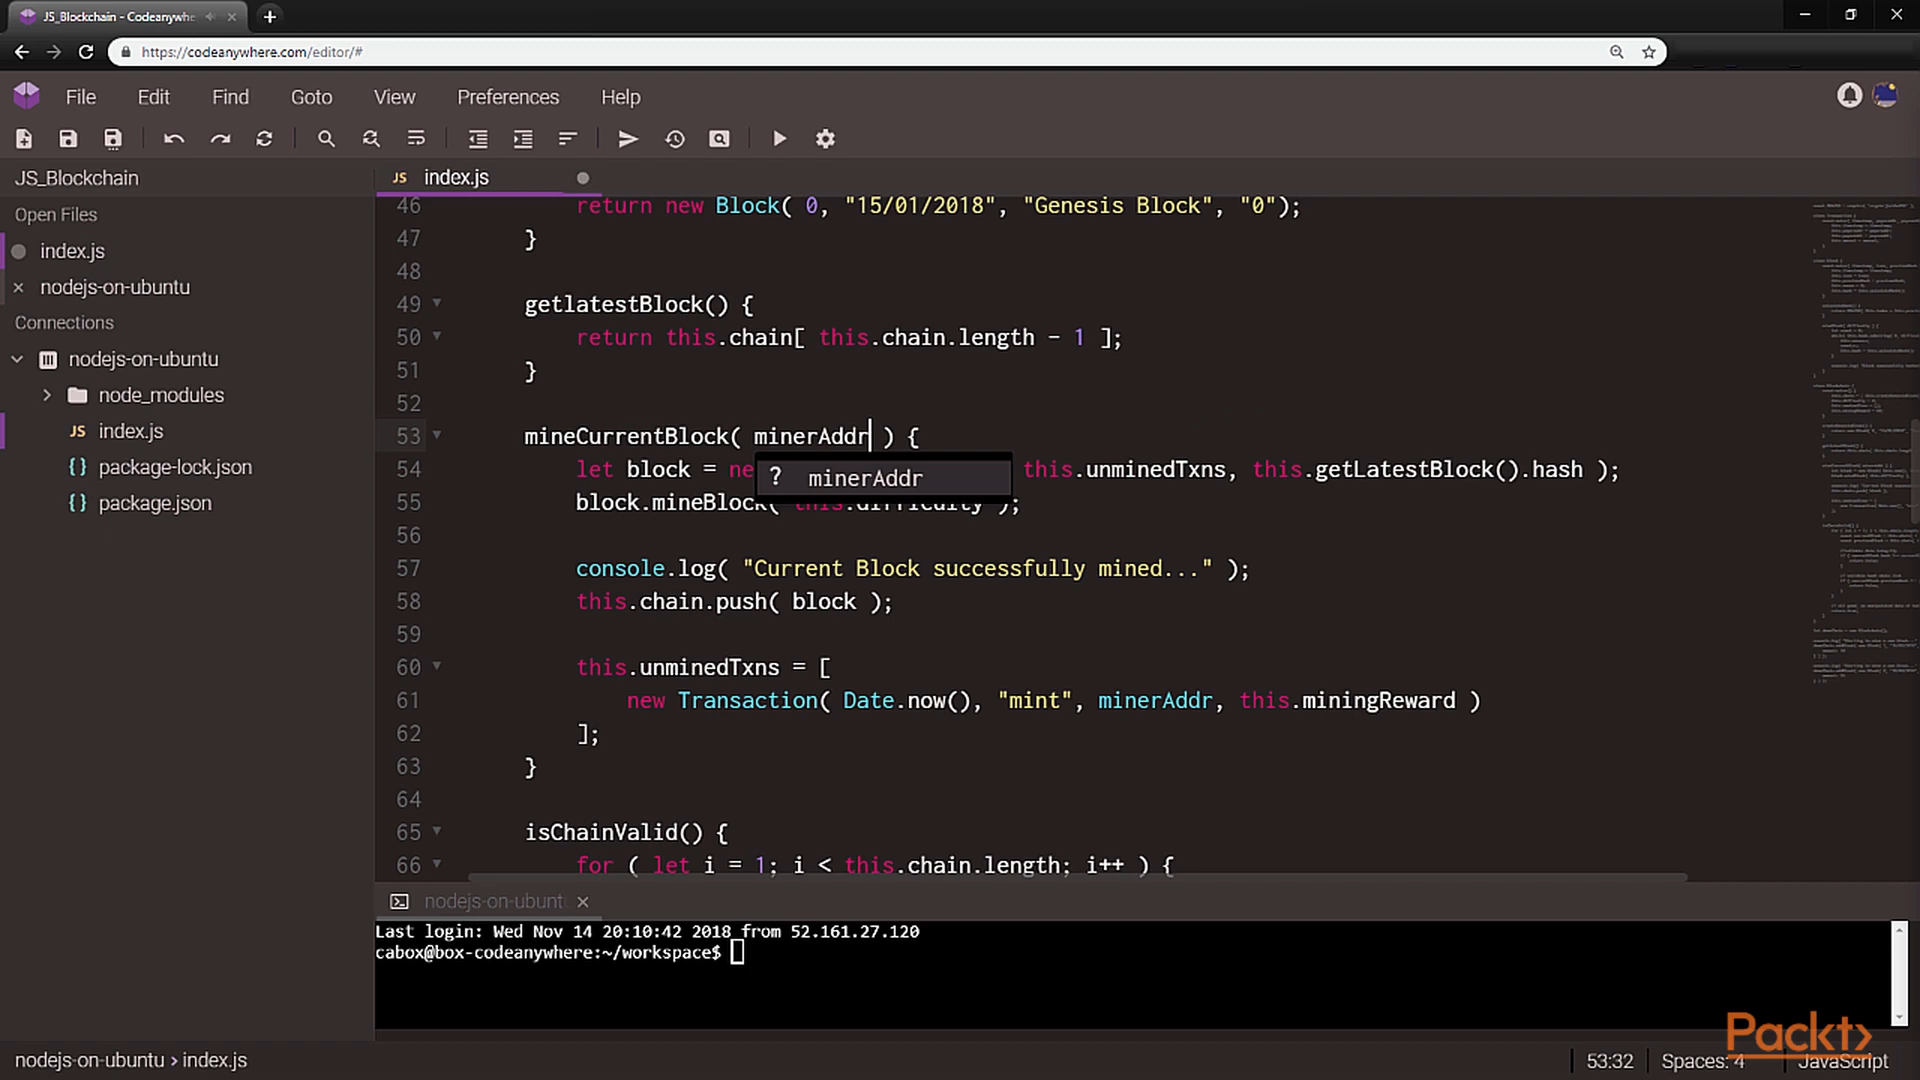 JS_Blockchain - Codeanywhe
https://codeanywhere.com/editor/#
File Edit Find Goto View Preferences Help
JS_Blockchain
Open Files
index.js
nodejs-on-ubuntu
Connections
nodejs-on-ubuntu
node_modules
JS index.js
{} package-lock.json
{} package.json
JS index.js
46 return new Block( 0, "15/01/2018", "Genesis Block", "0");
47 }
48
49 getlatestBlock() {
50 return this.chain[ this.chain.length - 1 ];
51 }
52
53 mineCurrentBlock( minerAddr ) {
54 let block = ne this.unminedTxns, this.getLatestBlock().hash );
? minerAddr
55 block.mineBlock( this.difficulty );
56
57 console.log( "Current Block successfully mined..." );
58 this.chain.push( block );
59
60 this.unminedTxns = [
61 new Transaction( Date.now(), "mint", minerAddr, this.miningReward )
62 ];
63 }
64
65 isChainValid() {
66 for ( let i = 1; i < this.chain.length; i++ ) {
nodejs-on-ubuntu
Last login: Wed Nov 14 20:10:42 2018 from 52.161.27.120
cabox@box-codeanywhere:~/workspace$
Packt>
nodejs-on-ubuntu > index.js
53:32 Spaces: 4 JavaScript